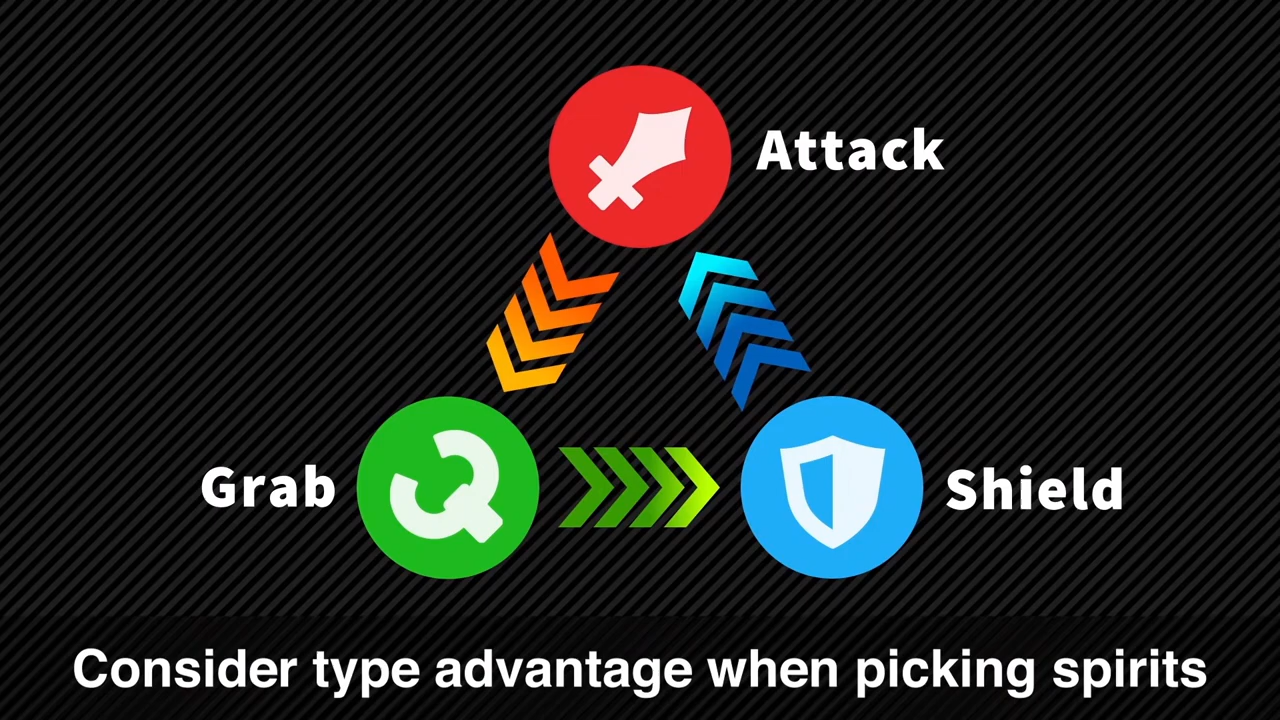 Attack
Grab
Shield
Consider type advantage when picking spirits